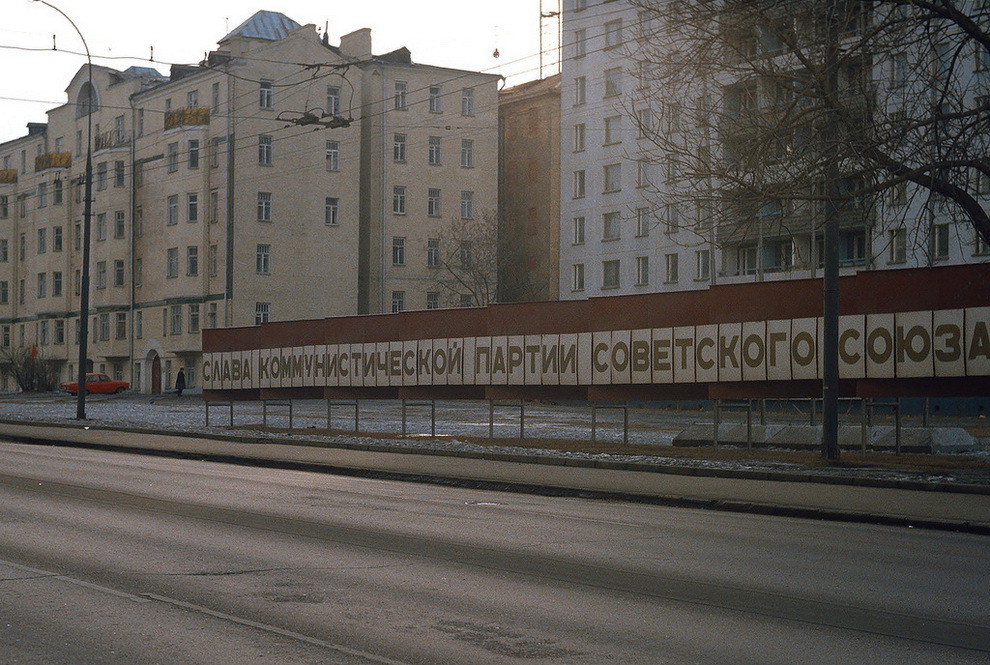 СЛАВА КОММУНИСТИЧЕСКОЙ ПАРТИИ СОВЕТСКОГО СОЮЗА